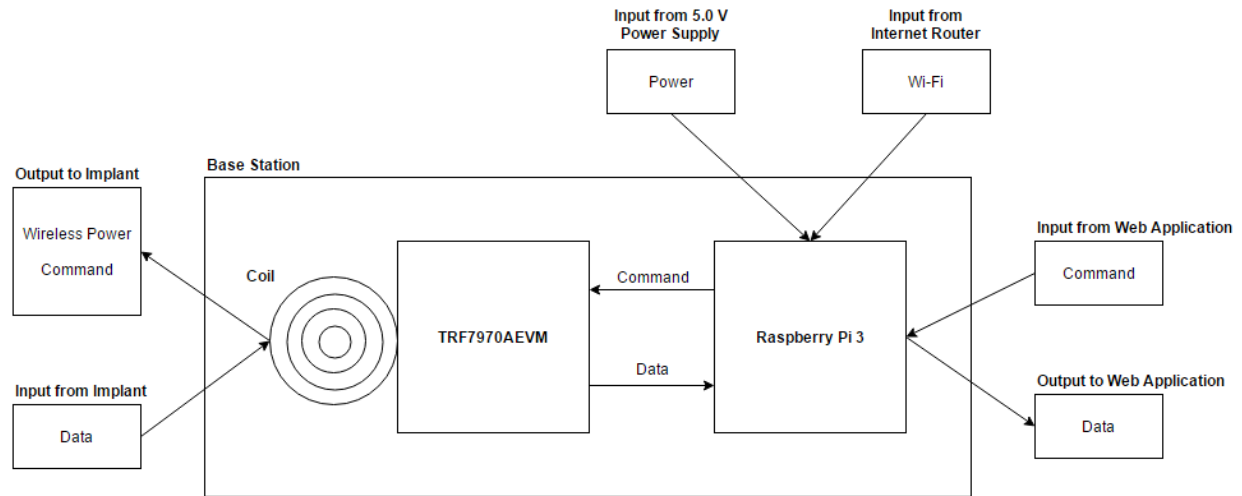 Input from 5.0 V
Power Supply
Power
Input from
Internet Router
Wi-Fi
Base Station
Output to Implant
Wireless Power
Command
Input from Implant
Data
Coil
TRF7970AEVM
Command
Data
Raspberry Pi 3
Input from Web Application
Command
Output to Web Application
Data